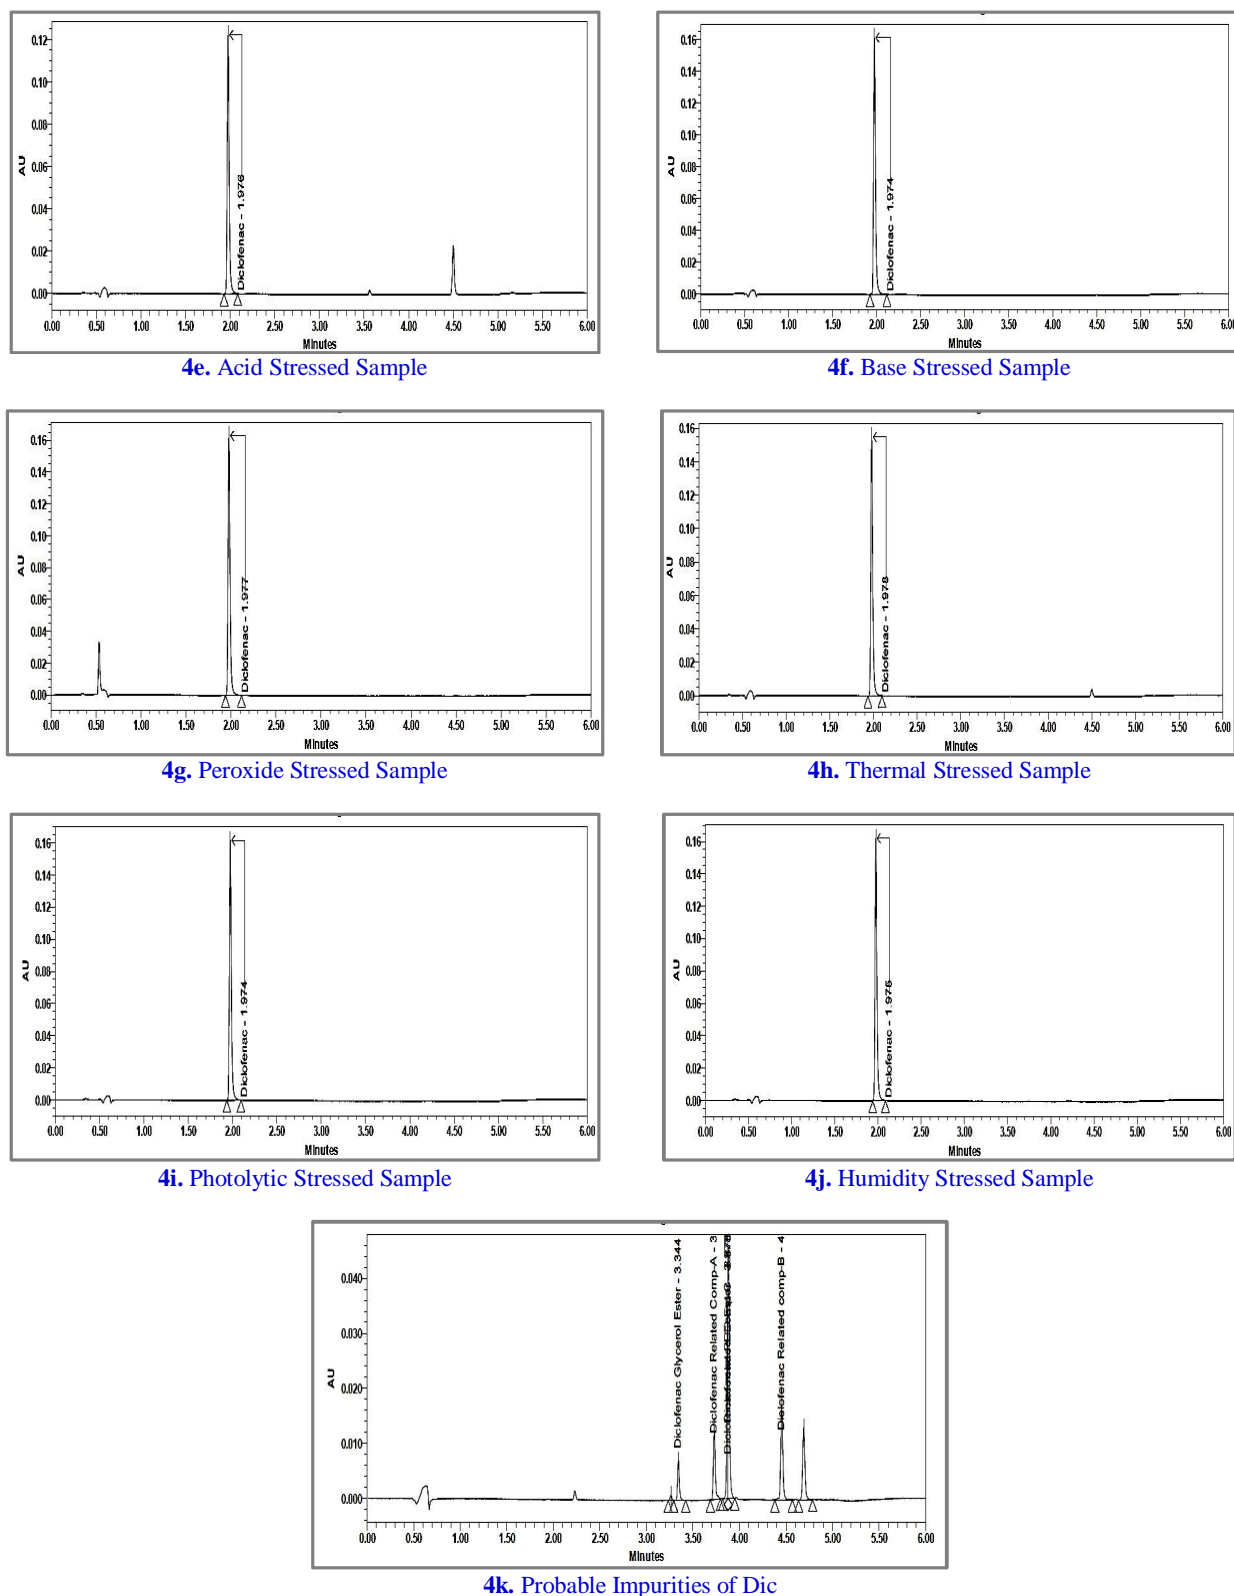 0.12
0.10
0.08
0.06
0.04
0.02
0.00
AU
Diclofenac - 1.976
0.00 0.50 1.00 1.50 2.00 2.50 3.00 3.50 4.00 4.50 5.00 5.50 6.00
Minutes
4e. Acid Stressed Sample
0.16
0.14
0.12
0.10
0.08
0.06
0.04
0.02
0.00
AU
Diclofenac - 1.974
0.00 0.50 1.00 1.50 2.00 2.50 3.00 3.50 4.00 4.50 5.00 5.50 6.00
Minutes
4f. Base Stressed Sample
0.16
0.14
0.12
0.10
0.08
0.06
0.04
0.02
0.00
AU
Diclofenac - 1.977
0.00 0.50 1.00 1.50 2.00 2.50 3.00 3.50 4.00 4.50 5.00 5.50 6.00
Minutes
4g. Peroxide Stressed Sample
0.16
0.14
0.12
0.10
0.08
0.06
0.04
0.02
0.00
AU
Diclofenac - 1.978
0.00 0.50 1.00 1.50 2.00 2.50 3.00 3.50 4.00 4.50 5.00 5.50 6.00
Minutes
4h. Thermal Stressed Sample
0.16
0.14
0.12
0.10
0.08
0.06
0.04
0.02
0.00
AU
Diclofenac - 1.974
0.00 0.50 1.00 1.50 2.00 2.50 3.00 3.50 4.00 4.50 5.00 5.50 6.00
Minutes
4i. Photolytic Stressed Sample
0.16
0.14
0.12
0.10
0.08
0.06
0.04
0.02
0.00
AU
Diclofenac - 1.975
0.00 0.50 1.00 1.50 2.00 2.50 3.00 3.50 4.00 4.50 5.00 5.50 6.00
Minutes
4j. Humidity Stressed Sample
0.040
0.030
0.020
0.010
0.000
AU
Diclofenac Glycerol Ester - 3.344
Diclofenac Related Comp-A - 3
Diclofenac Related comp-B - 4
0.00 0.50 1.00 1.50 2.00 2.50 3.00 3.50 4.00 4.50 5.00 5.50 6.00
Minutes
4k. Probable Impurities of Dic